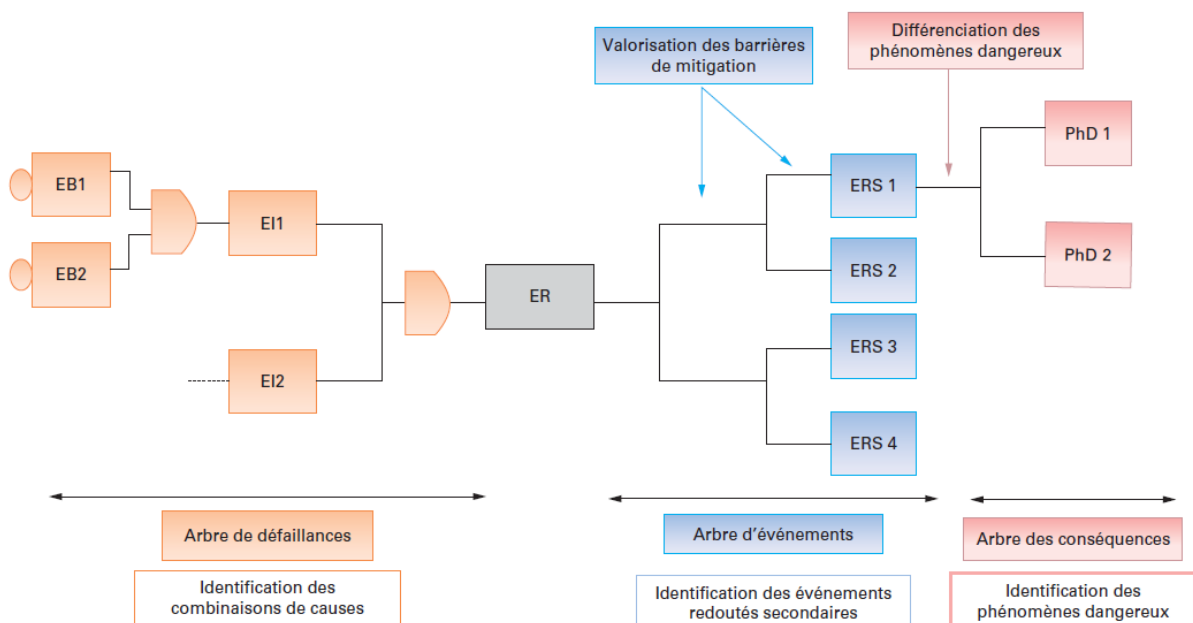 Valorisation des barrières
de mitigation
Différenciation des
phénomènes dangereux
EB1
EB2
EI1
EI2
ER
ERS 1
ERS 2
ERS 3
ERS 4
PhD 1
PhD 2
Arbre de défaillances
Identification des
combinaisons de causes
Arbre d'événements
Identification des événements
redoutés secondaires
Arbre des conséquences
Identification des
phénomènes dangereux